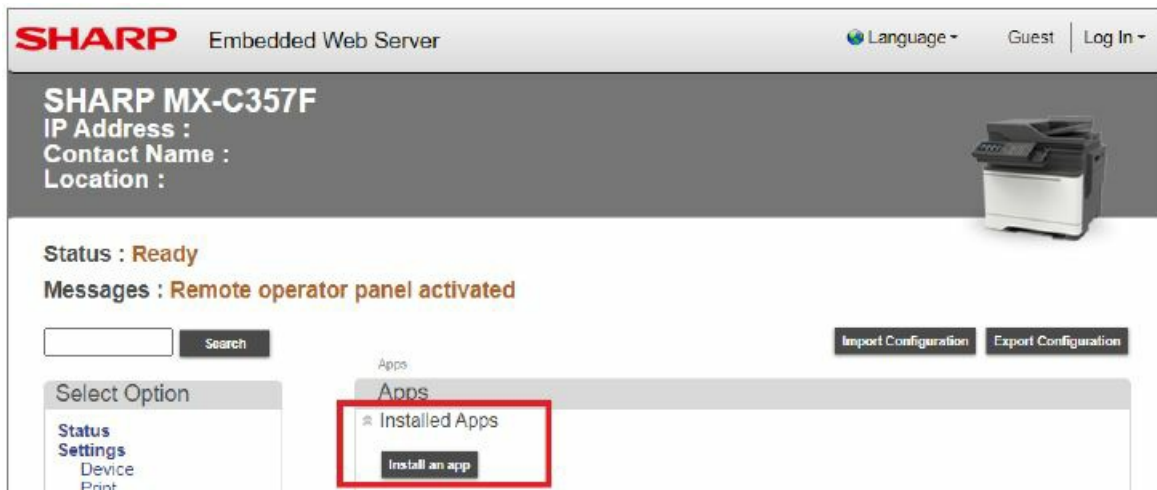 SHARP Embedded Web Server Language Guest Log In
SHARP MX-C357F
IP Address :
Contact Name :
Location :
Status : Ready
Messages : Remote operator panel activated
Search Import Configuration Export Configuration
Apps
Select Option Apps
Status Installed Apps
Settings
Device Install an app
Print